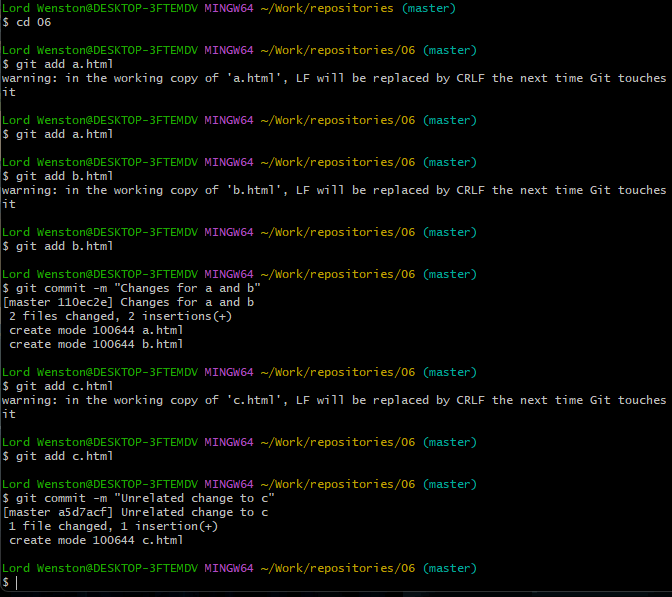 Lord Wenston@DESKTOP-3FTEMDV MINGW64 ~/Work/repositories (master)
$ cd 06
Lord Wenston@DESKTOP-3FTEMDV MINGW64 ~/Work/repositories/06 (master)
$ git add a.html
warning: in the working copy of 'a.html', LF will be replaced by CRLF the next time Git touches
it
Lord Wenston@DESKTOP-3FTEMDV MINGW64 ~/Work/repositories/06 (master)
$ git add a.html
Lord Wenston@DESKTOP-3FTEMDV MINGW64 ~/Work/repositories/06 (master)
$ git add b.html
warning: in the working copy of 'b.html', LF will be replaced by CRLF the next time Git touches
it
Lord Wenston@DESKTOP-3FTEMDV MINGW64 ~/Work/repositories/06 (master)
$ git add b.html
Lord Wenston@DESKTOP-3FTEMDV MINGW64 ~/Work/repositories/06 (master)
$ git commit -m "Changes for a and b"
[master 110ec2e] Changes for a and b
 2 files changed, 2 insertions(+)
 create mode 100644 a.html
 create mode 100644 b.html
Lord Wenston@DESKTOP-3FTEMDV MINGW64 ~/Work/repositories/06 (master)
$ git add c.html
warning: in the working copy of 'c.html', LF will be replaced by CRLF the next time Git touches
it
Lord Wenston@DESKTOP-3FTEMDV MINGW64 ~/Work/repositories/06 (master)
$ git add c.html
Lord Wenston@DESKTOP-3FTEMDV MINGW64 ~/Work/repositories/06 (master)
$ git commit -m "Unrelated change to c"
[master a5d7acf] Unrelated change to c
 1 file changed, 1 insertion(+)
 create mode 100644 c.html
Lord Wenston@DESKTOP-3FTEMDV MINGW64 ~/Work/repositories/06 (master)
$